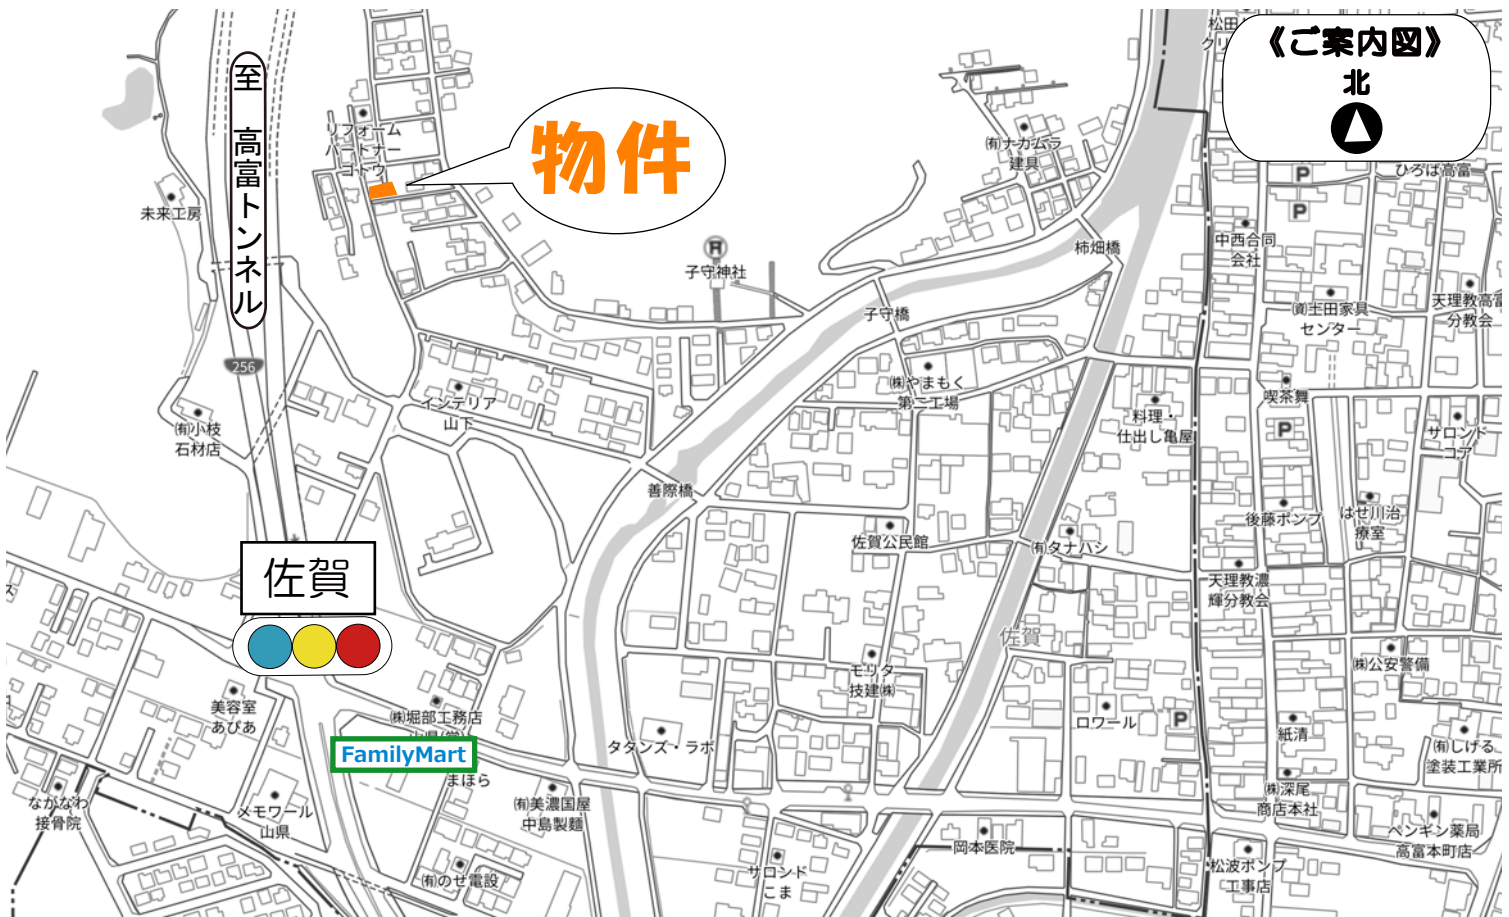 《ご案内図》
北
至 高富トンネル
物件
リフォーム
パートナー
ゴトウ
未来工房
256
㈲小枝
石材店
インテリア
山下
子守神社
㈲ナカムラ
建具
柿畑橋
子守橋
㈱やまもく
第二工場
善際橋
佐賀公民館
㈲タナハシ
料理・
仕出し亀屋
中西合同
会社
ひろば高富
P
P
㈾土田家具
センター
天理教高富
分教会
喫茶舞
P
サロンド
コア
後藤ポンプ
はせ川治
療室
天理教濃
輝分教会
佐賀
佐賀
㈱公安警備
モリタ
技建㈱
ロワール
P
紙清
㈲しげる
塗装工業所
美容室
あぴあ
㈱堀部工務店
FamilyMart
まほら
タタンズ・ラボ
ながなわ
接骨院
メモワール
山県
㈲美濃国屋
中島製麺
㈱深尾
商店本社
ペンギン薬局
高富本町店
岡本医院
サロンド
こま
㈲のせ電設
松波ポンプ
工事店